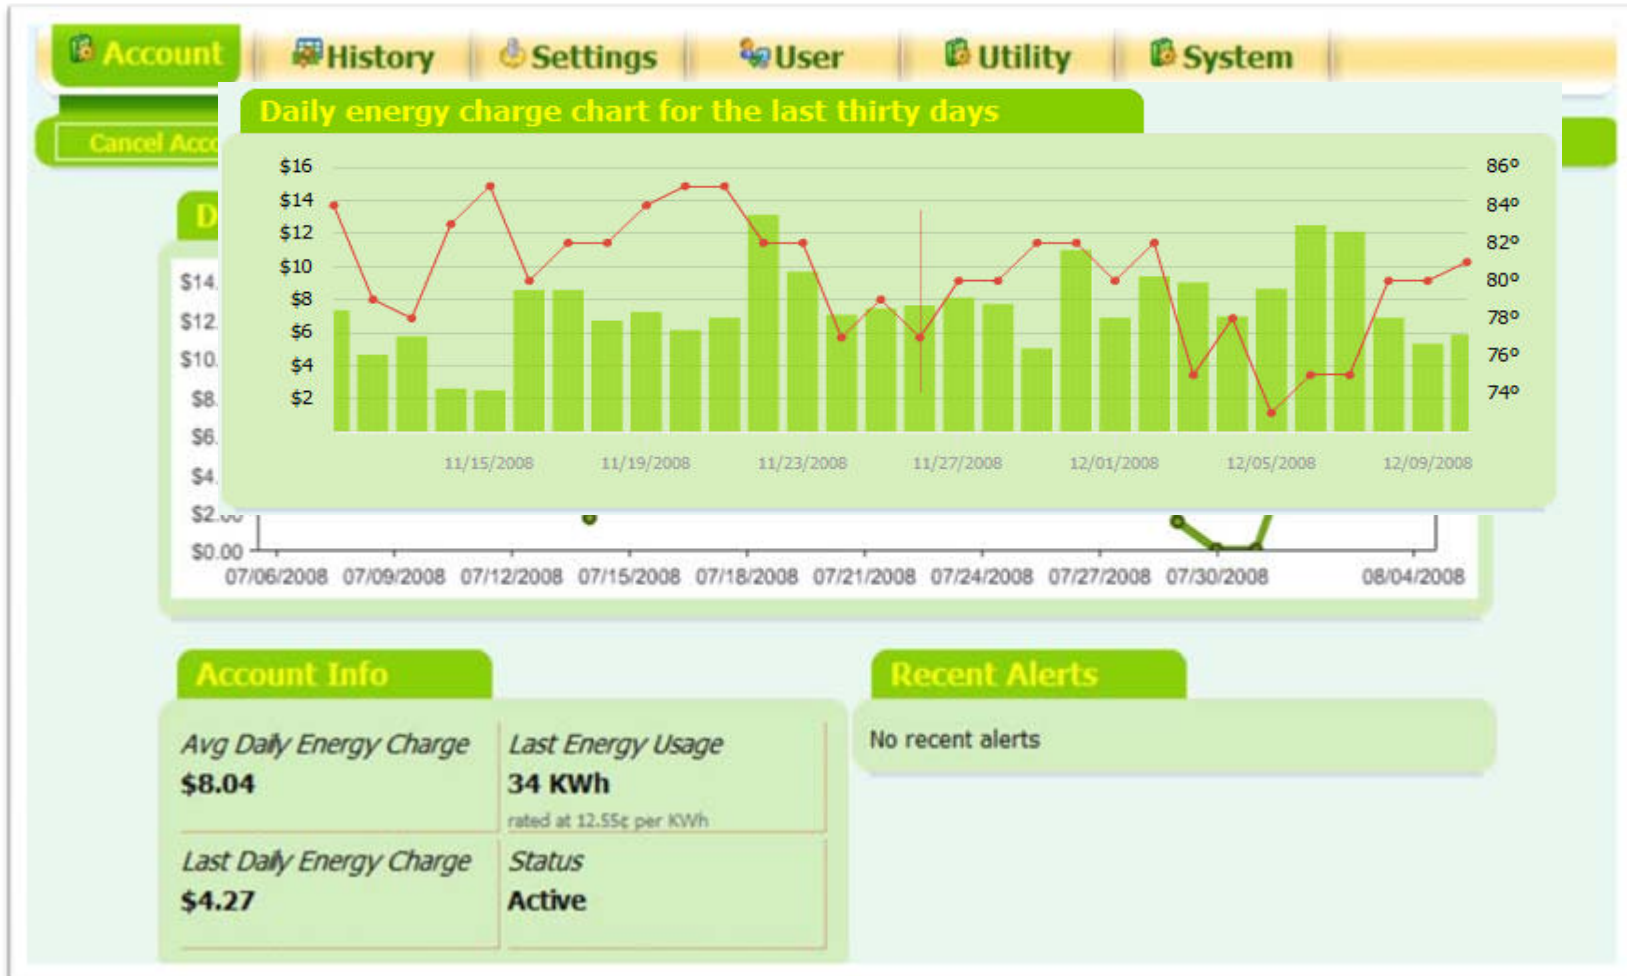 Account History Settings User Utility System
Daily energy charge chart for the last thirty days
Cancel
$16 86º
$14 84º
$12 82º
$10 80º
$8 78º
$6 76º
$4 74º
$2
11/15/2008 11/19/2008 11/23/2008 11/27/2008 12/01/2008 12/05/2008 12/09/2008
D
$14.
$12
$10.
$8.
$6.
$4
$2.00
$0.00
07/06/2008 07/09/2008 07/12/2008 07/15/2008 07/18/2008 07/21/2008 07/24/2008 07/27/2008 07/30/2008 08/04/2008
Account Info
Avg Daily Energy Charge
$8.04
Last Energy Usage
34 KWh
rated at 12.55¢ per KWh
Last Daily Energy Charge
$4.27
Status
Active
Recent Alerts
No recent alerts